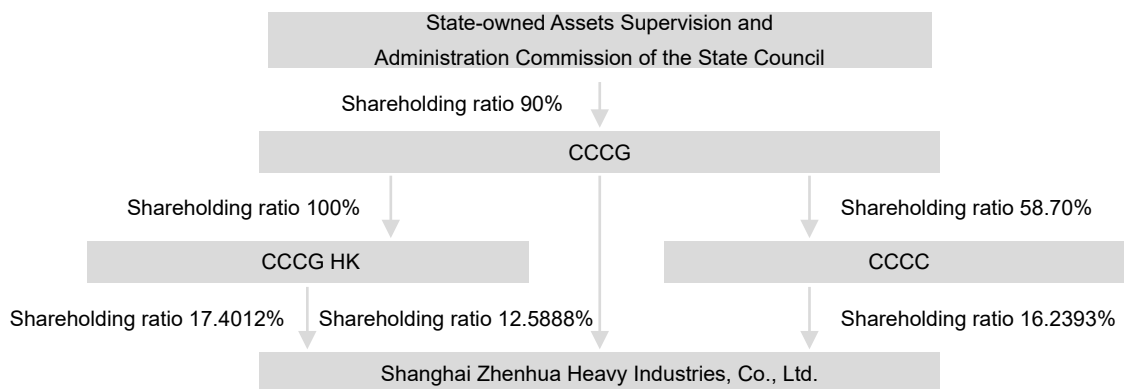 State-owned Assets Supervision and
Administration Commission of the State Council
Shareholding ratio 90%
CCCG
Shareholding ratio 100%
Shareholding ratio 58.70%
CCCG HK
CCCC
Shareholding ratio 17.4012%
Shareholding ratio 12.5888%
Shareholding ratio 16.2393%
Shanghai Zhenhua Heavy Industries, Co., Ltd.